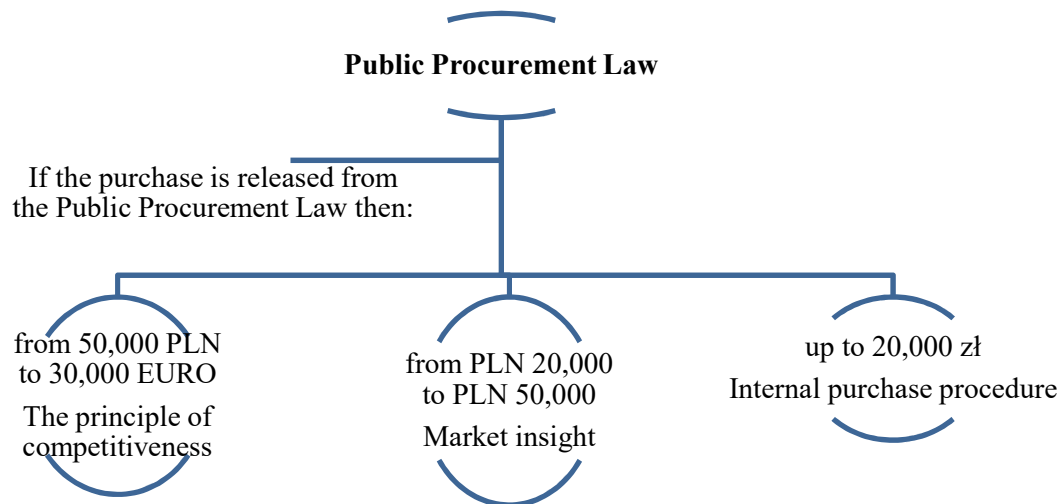 Public Procurement Law
If the purchase is released from
the Public Procurement Law then:
from 50,000 PLN
to 30,000 EURO
The principle of
competitiveness
from PLN 20,000
to PLN 50,000
Market insight
up to 20,000 zł
Internal purchase procedure